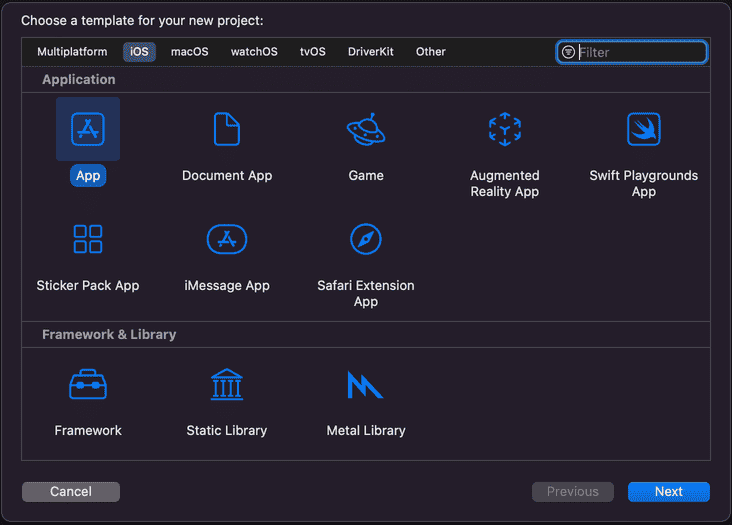 Choose a template for your new project:
Multiplatform iOS macOS watchOS tvOS DriverKit Other Filter
Application
App Document App Game Augmented Reality App Swift Playgrounds App
Sticker Pack App iMessage App Safari Extension App
Framework & Library
Framework Static Library Metal Library
Cancel Previous Next